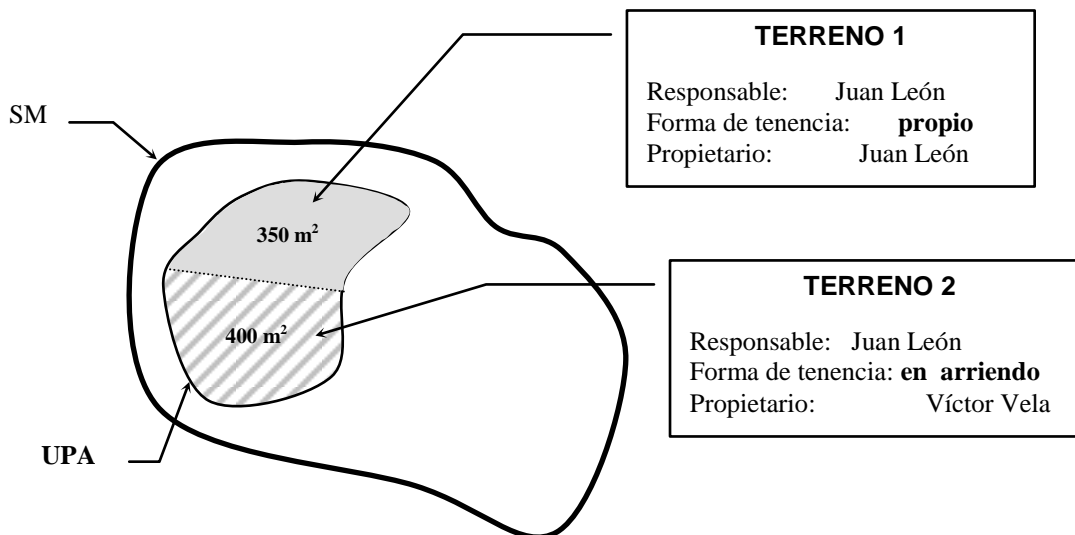 TERRENO 1
Responsable: Juan León
Forma de tenencia: propio
Propietario: Juan León
SM
350 m²
TERRENO 2
Responsable: Juan León
Forma de tenencia: en arriendo
Propietario: Víctor Vela
400 m²
UPA